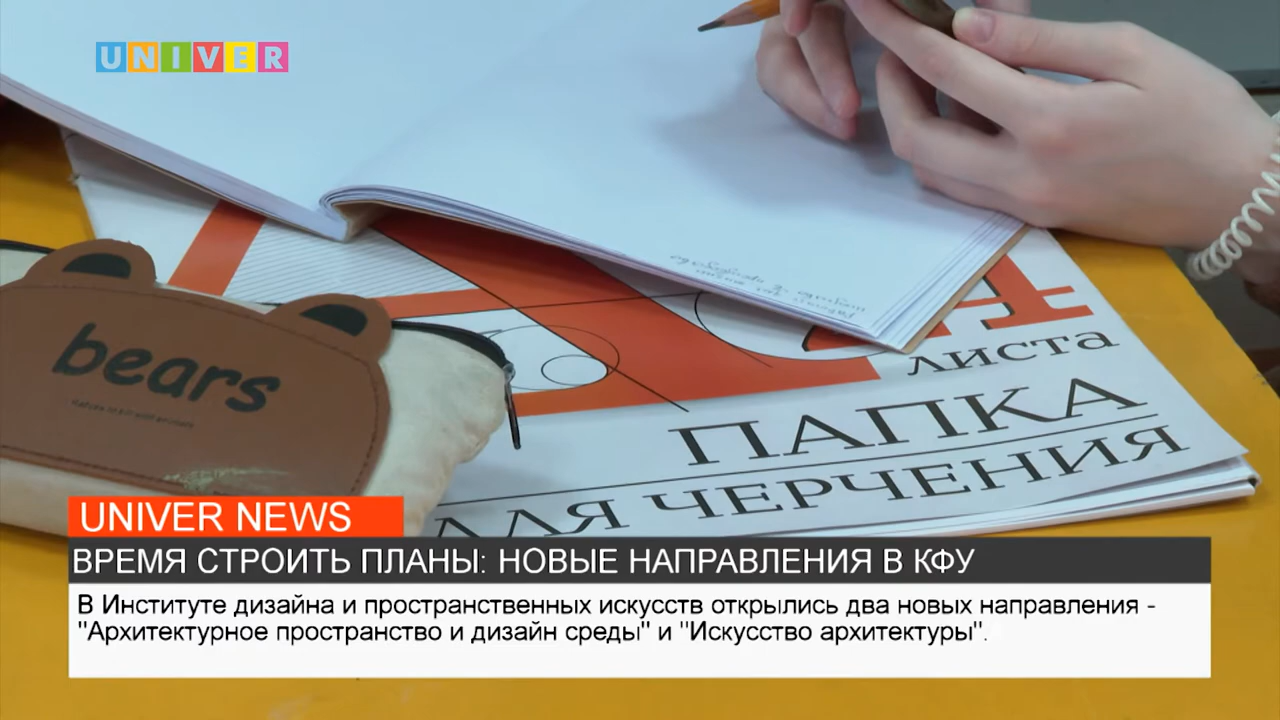 UNIVER
bears
листа
ПАПКА
ДЛЯ ЧЕРЧЕНИЯ
UNIVER NEWS
ВРЕМЯ СТРОИТЬ ПЛАНЫ: НОВЫЕ НАПРАВЛЕНИЯ В КФУ
В Институте дизайна и пространственных искусств открылись два новых направления -
"Архитектурное пространство и дизайн среды" и "Искусство архитектуры".